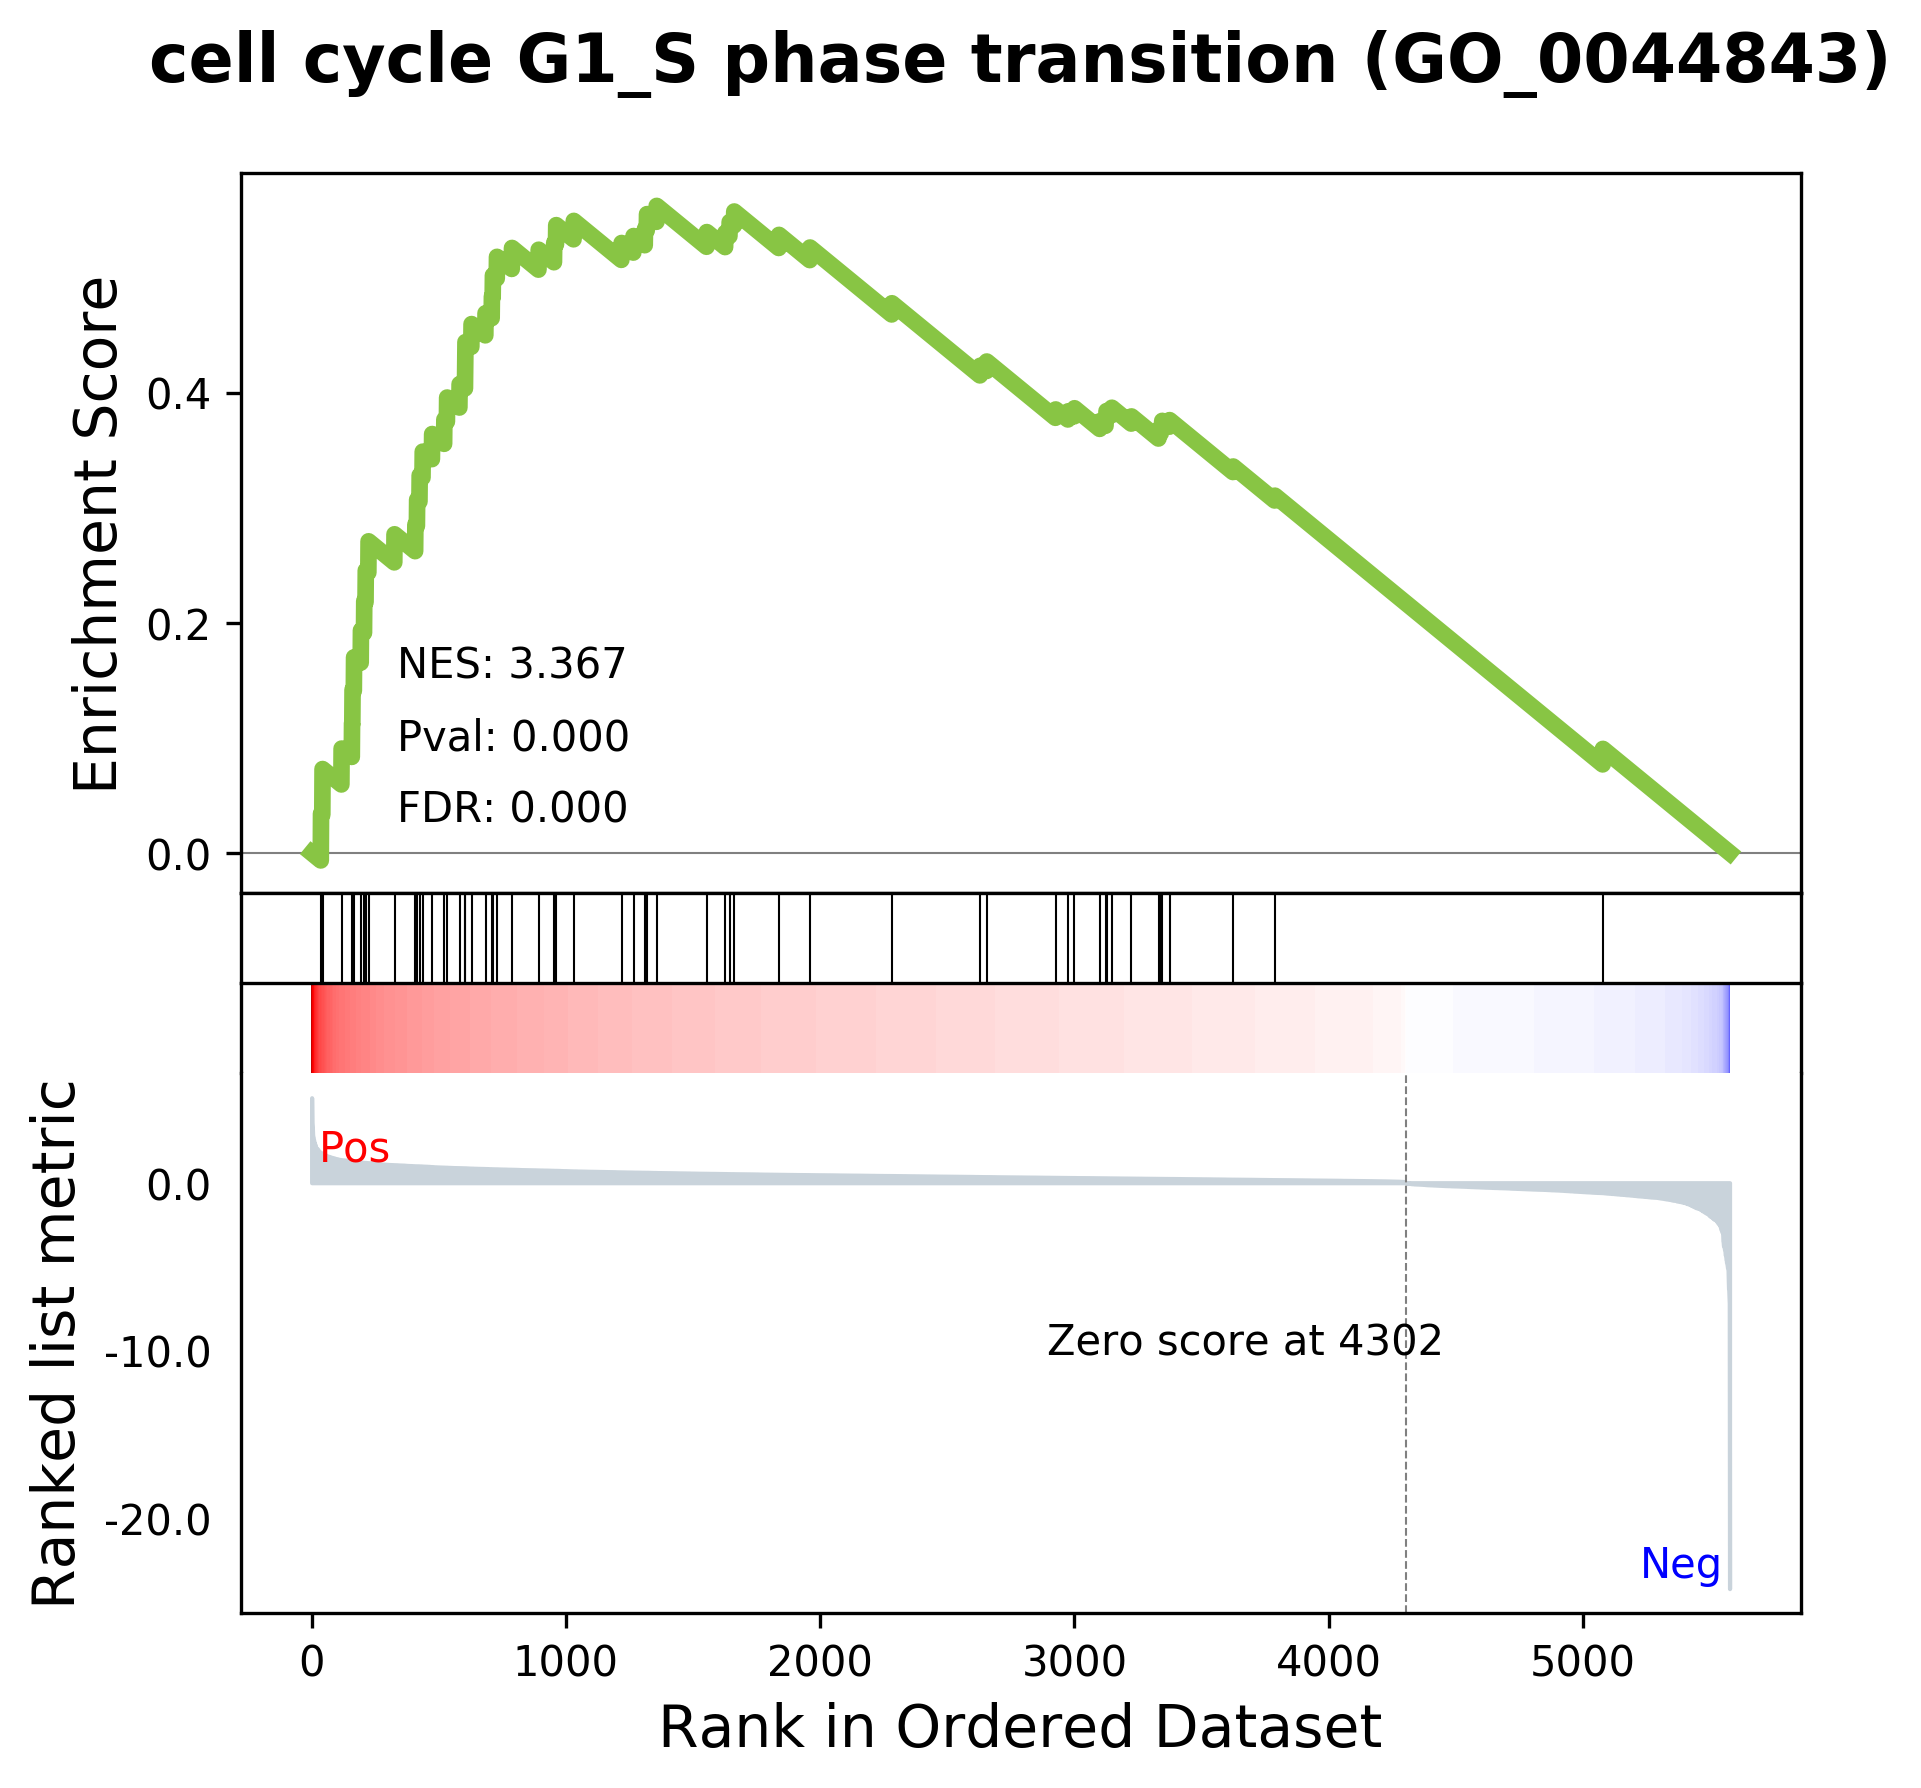 cell cycle G1_S phase transition (GO_0044843)
Enrichment Score
0.4
0.2
0.0
NES: 3.367
Pval: 0.000
FDR: 0.000
Ranked list metric
0.0
-10.0
-20.0
Pos
Zero score at 4302
Neg
0 1000 2000 3000 4000 5000
Rank in Ordered Dataset